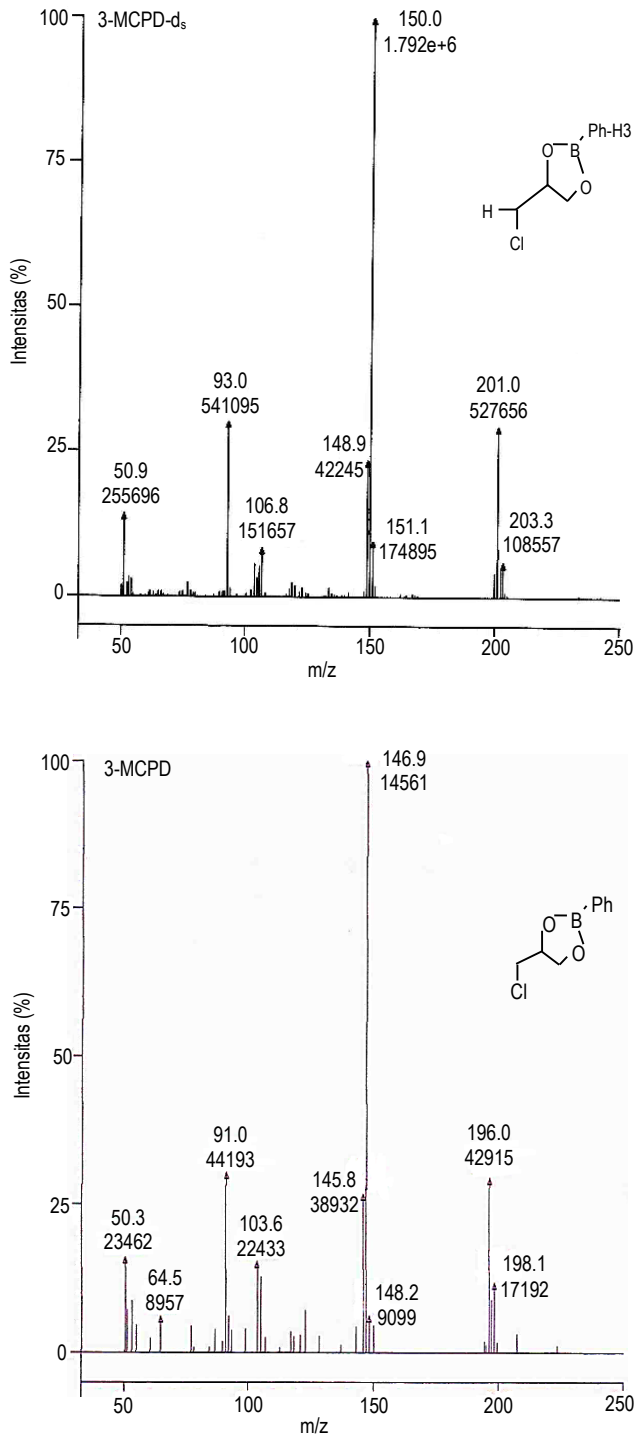 100
3-MCPD-ds
150.0
1.792e+6
Ph-H3
O
B
O
H
Cl
75
Intensitas (%)
50
93.0
541095
201.0
527656
25
148.9
42245
50.9
255696
106.8
151657
151.1
174895
203.3
108557
0
50
100
150
200
250
m/z
100
3-MCPD
146.9
14561
Ph
B
O
O
Cl
75
Intensitas (%)
50
91.0
44193
196.0
42915
25
145.8
38932
50.3
23462
103.6
22433
64.5
8957
148.2
9099
198.1
17192
0
50
100
150
200
250
m/z